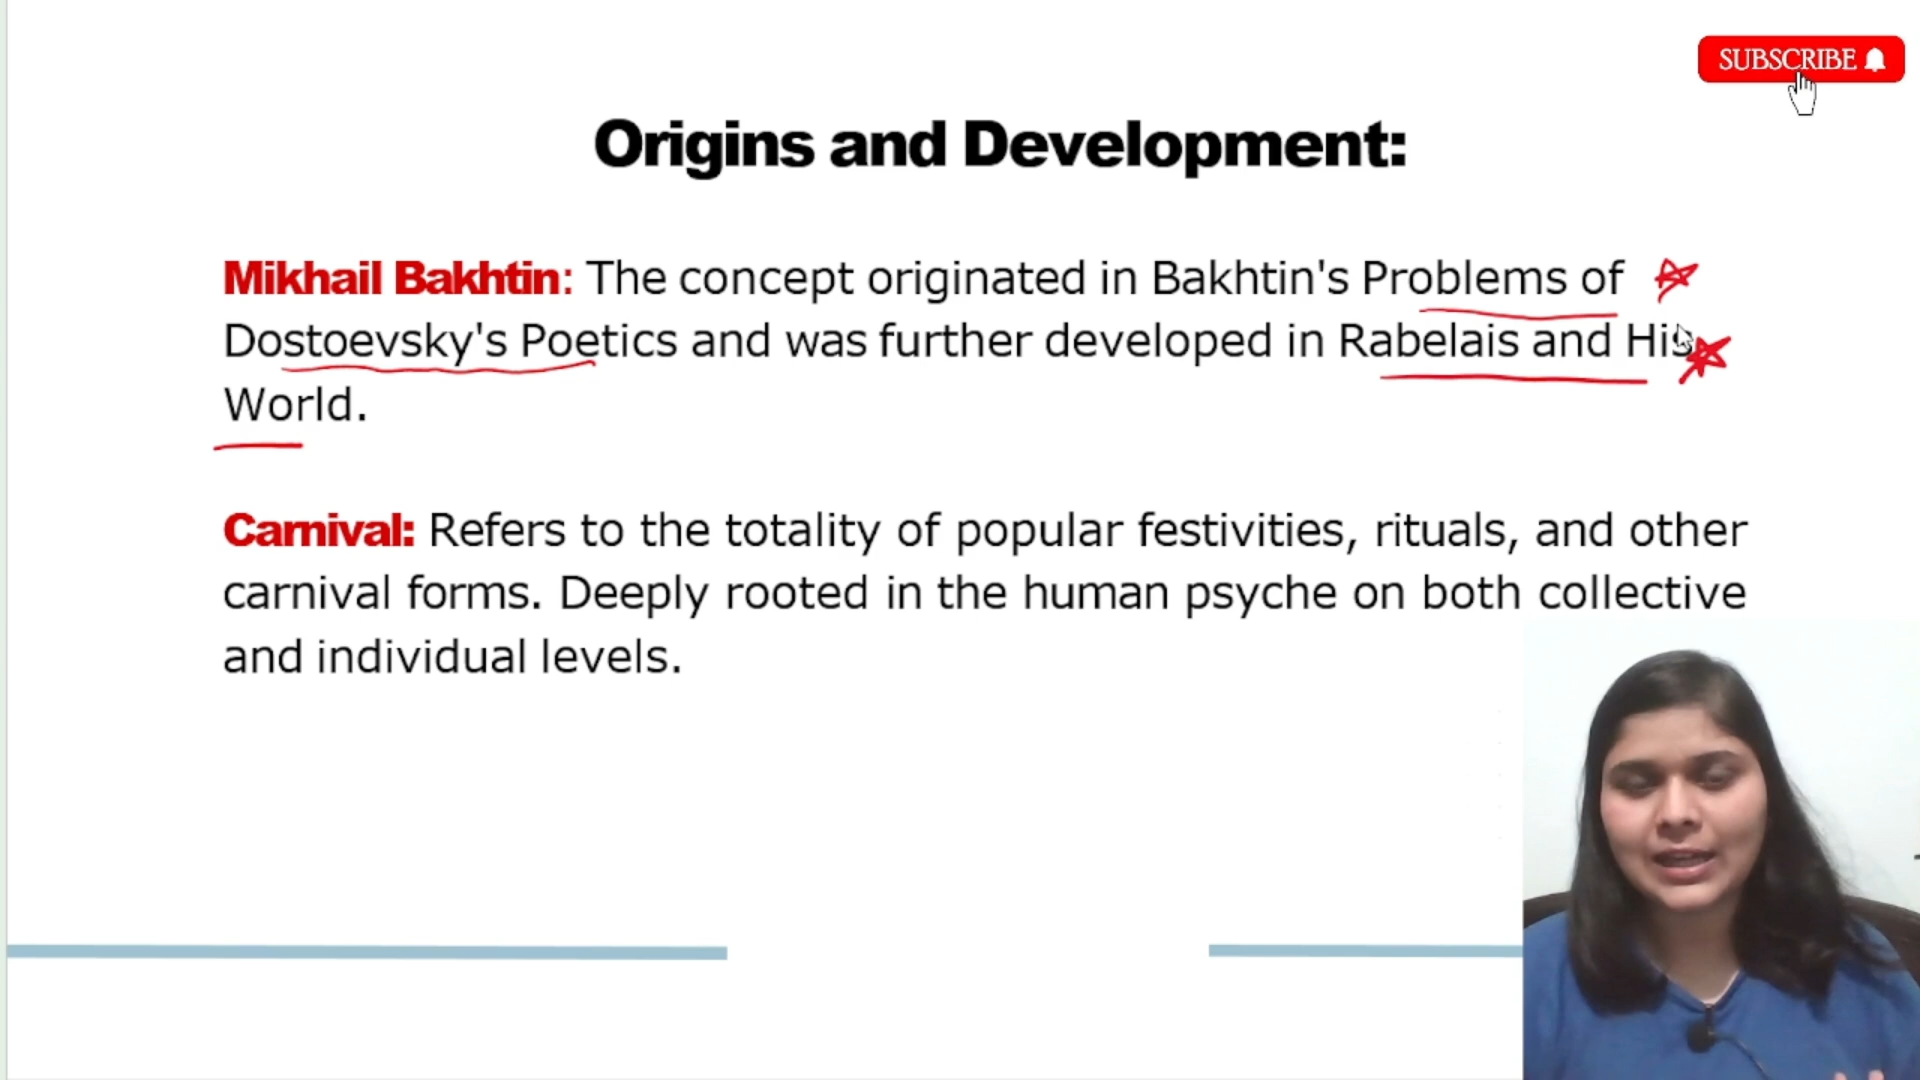 SUBSCRIBE
Origins and Development:
Mikhail Bakhtin: The concept originated in Bakhtin's Problems of
Dostoevsky's Poetics and was further developed in Rabelais and His
World.
Carnival: Refers to the totality of popular festivities, rituals, and other
carnival forms. Deeply rooted in the human psyche on both collective
and individual levels.